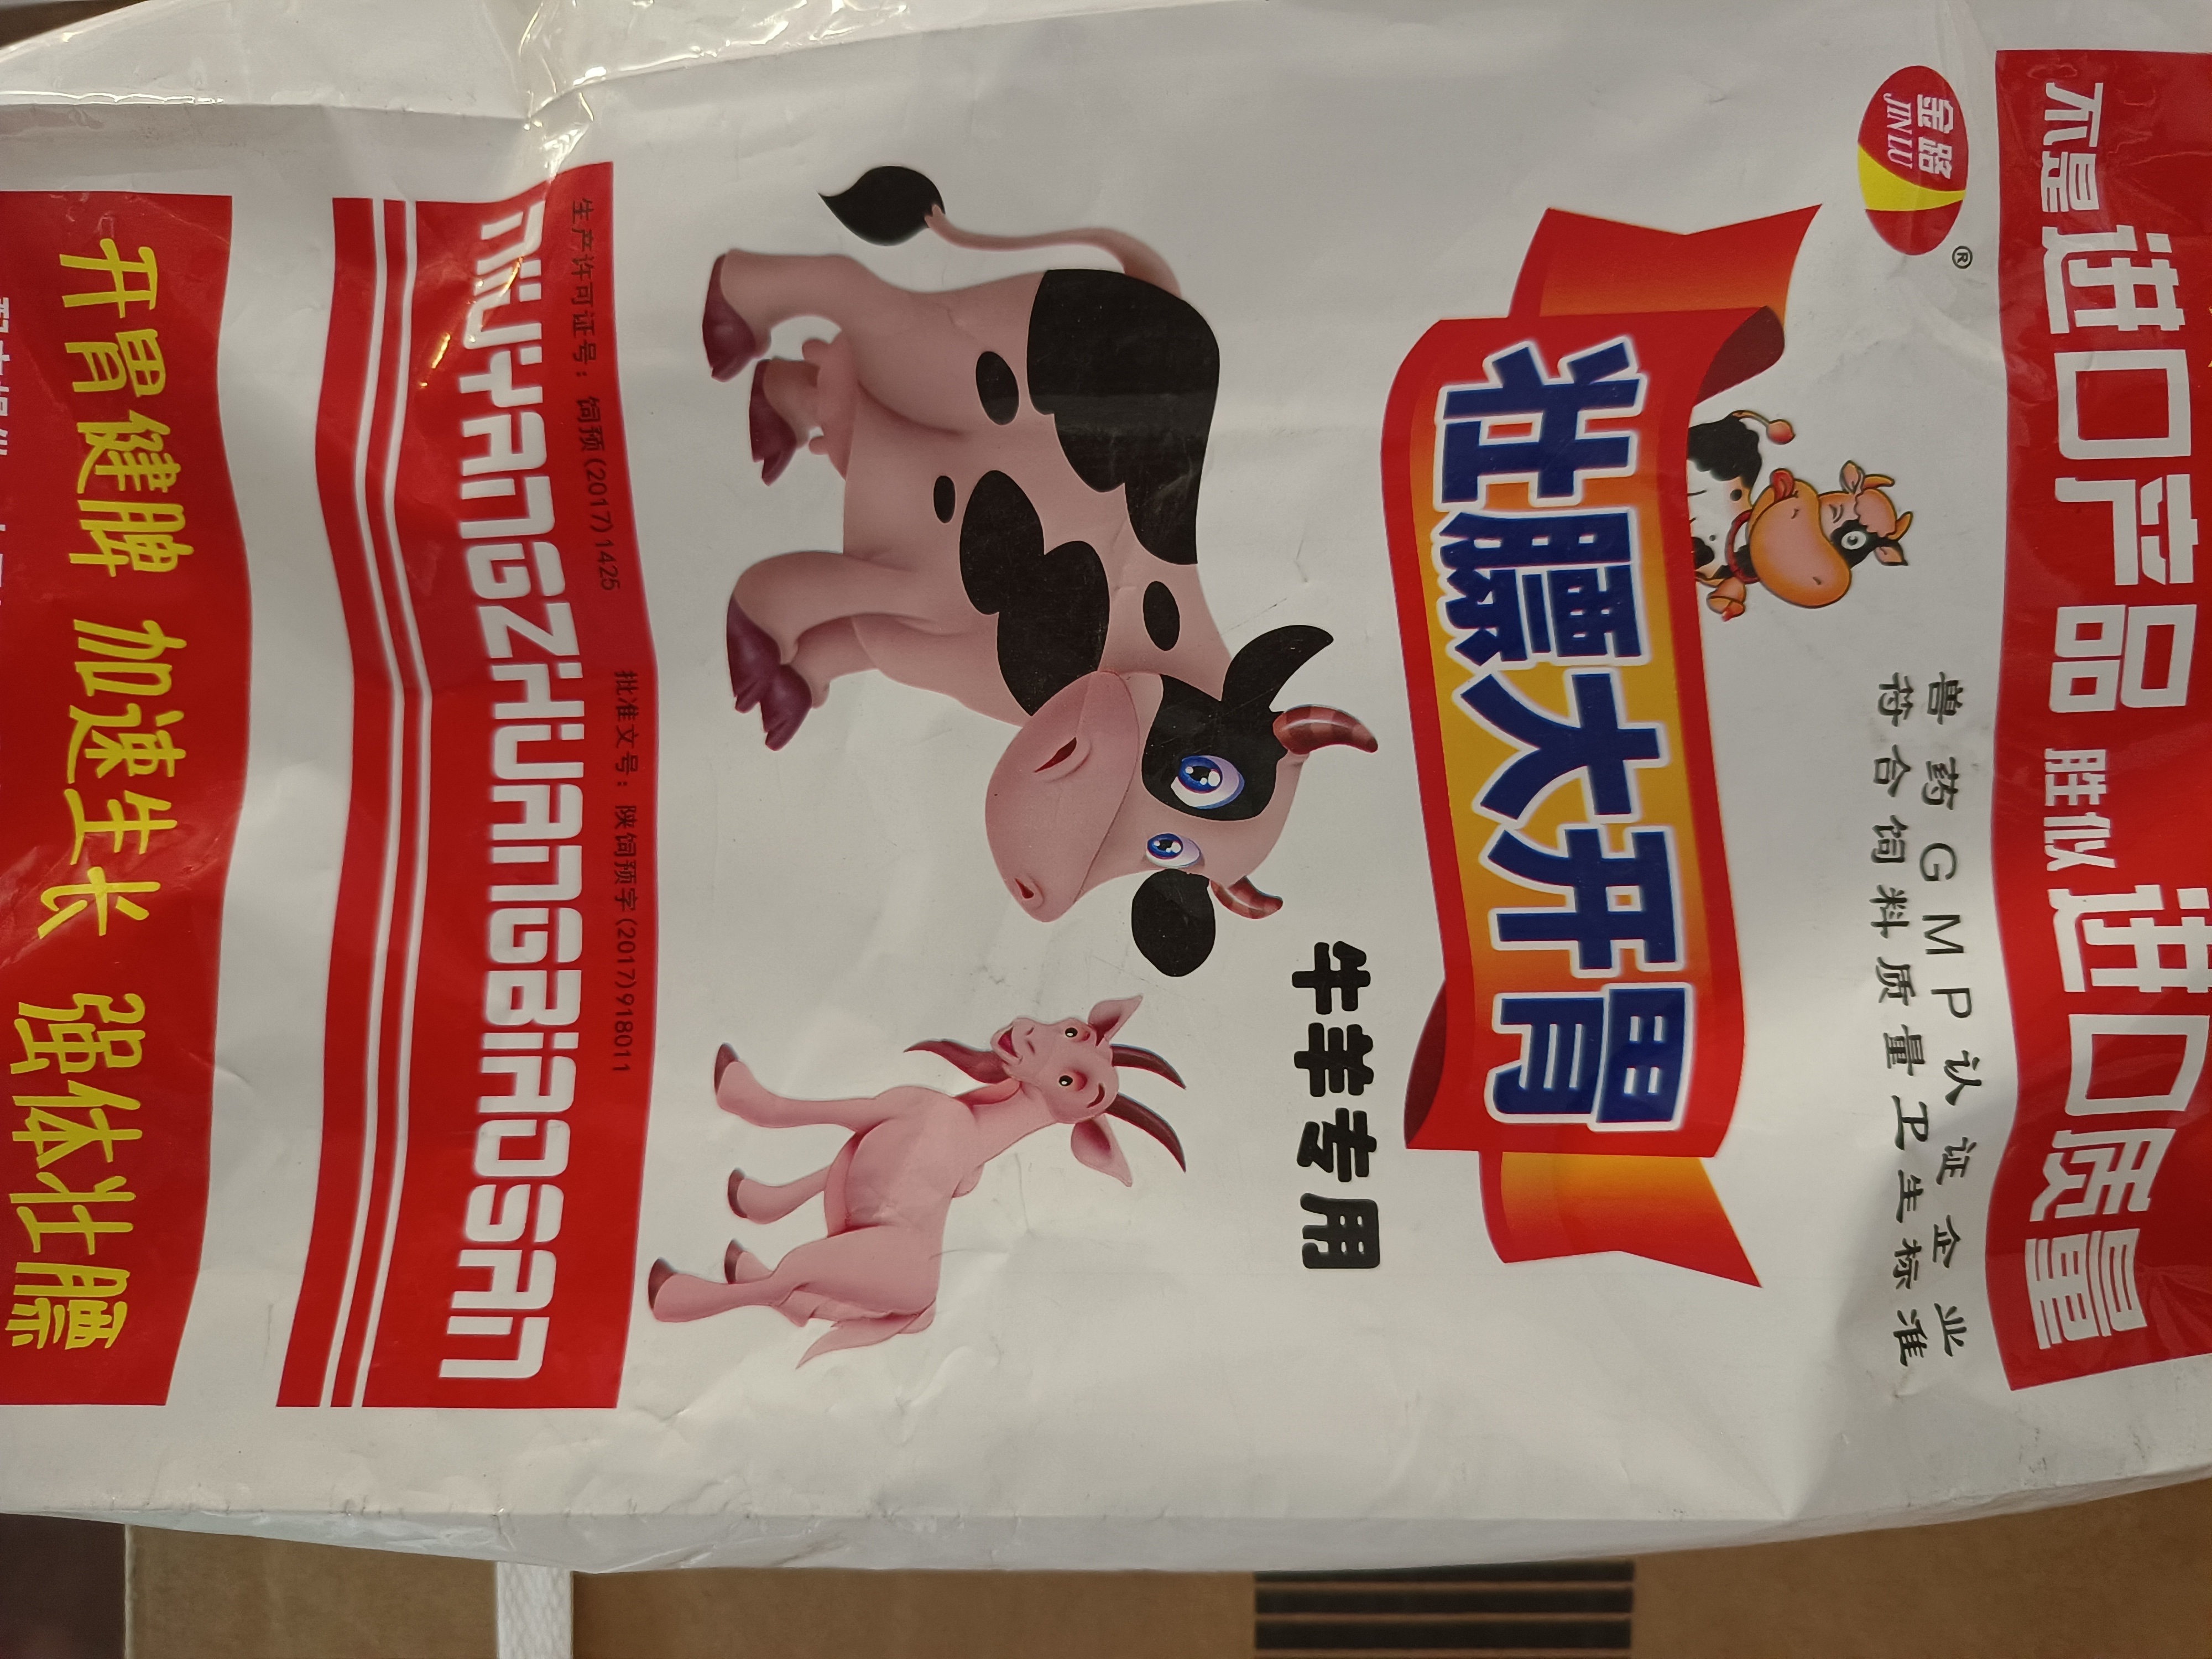 不是进口产品 胜似进口质量
金路
JINLU
®
兽药GMP认证企业
符合饲料质量卫生标准
壮膘大开胃
牛羊专用
生产许可证号：饲预(2017)1425 批准文号：陕饲预字(2017)918011
niuyangzhuangbiaosan
开胃健脾 加速生长 强体壮膘